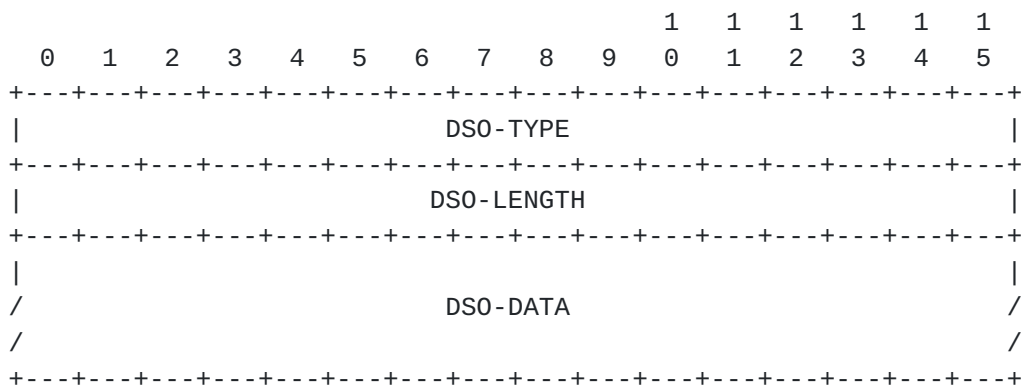 1   1   1   1   1   1
  0   1   2   3   4   5   6   7   8   9   0   1   2   3   4   5
+---+---+---+---+---+---+---+---+---+---+---+---+---+---+---+---+
|                           DSO-TYPE                            |
+---+---+---+---+---+---+---+---+---+---+---+---+---+---+---+---+
|                          DSO-LENGTH                           |
+---+---+---+---+---+---+---+---+---+---+---+---+---+---+---+---+
|                                                               |
/                           DSO-DATA                            /
/                                                               /
+---+---+---+---+---+---+---+---+---+---+---+---+---+---+---+---+